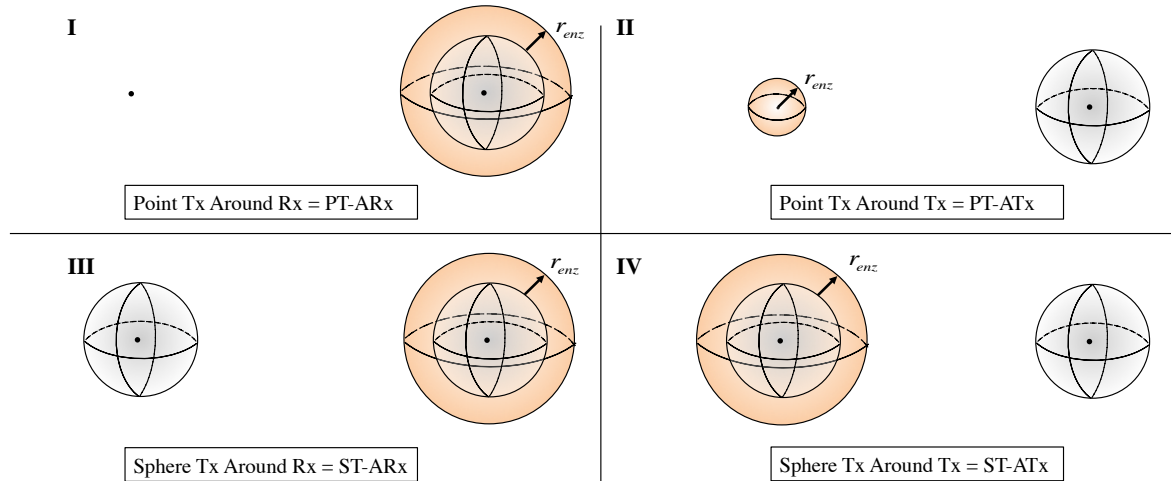 I
r_enz
Point Tx Around Rx = PT-ARx
II
r_enz
Point Tx Around Tx = PT-ATx
III
r_enz
Sphere Tx Around Rx = ST-ARx
IV
r_enz
Sphere Tx Around Tx = ST-ATx